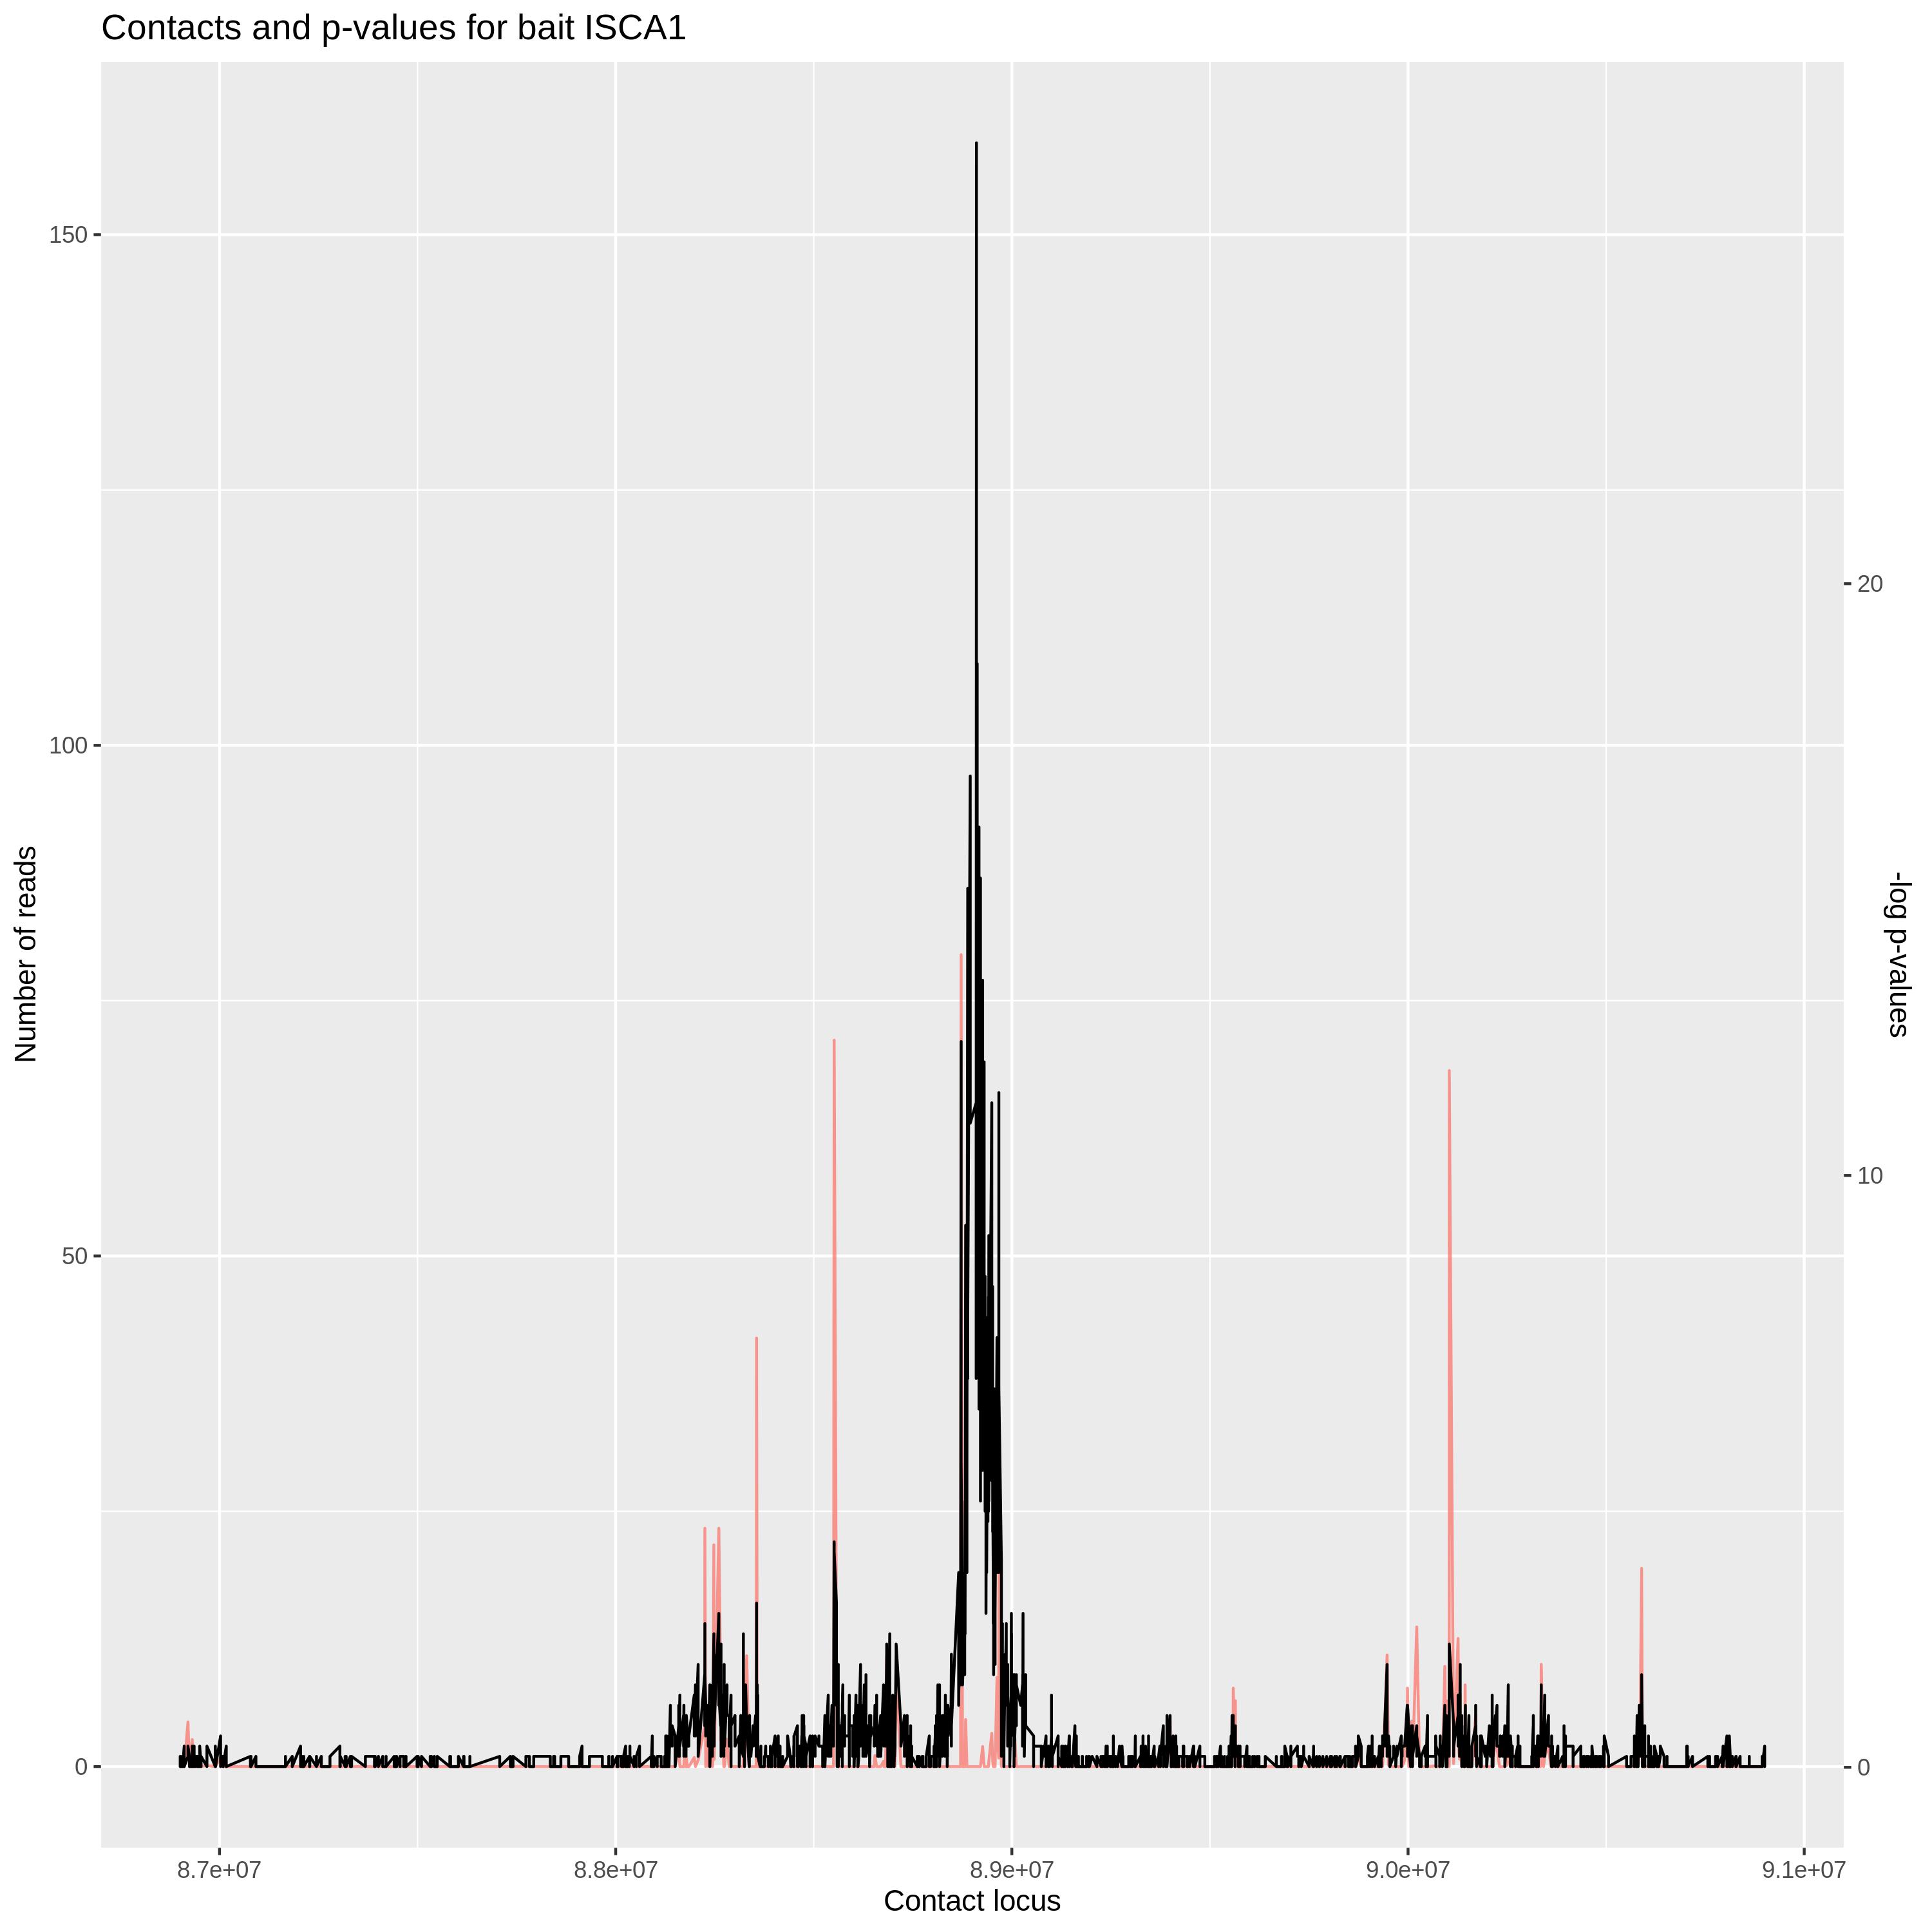 Contacts and p-values for bait ISCA1
150
100
50
0
Number of reads
20
10
0
-log p-values
8.7e+07
8.8e+07
8.9e+07
9.0e+07
9.1e+07
Contact locus